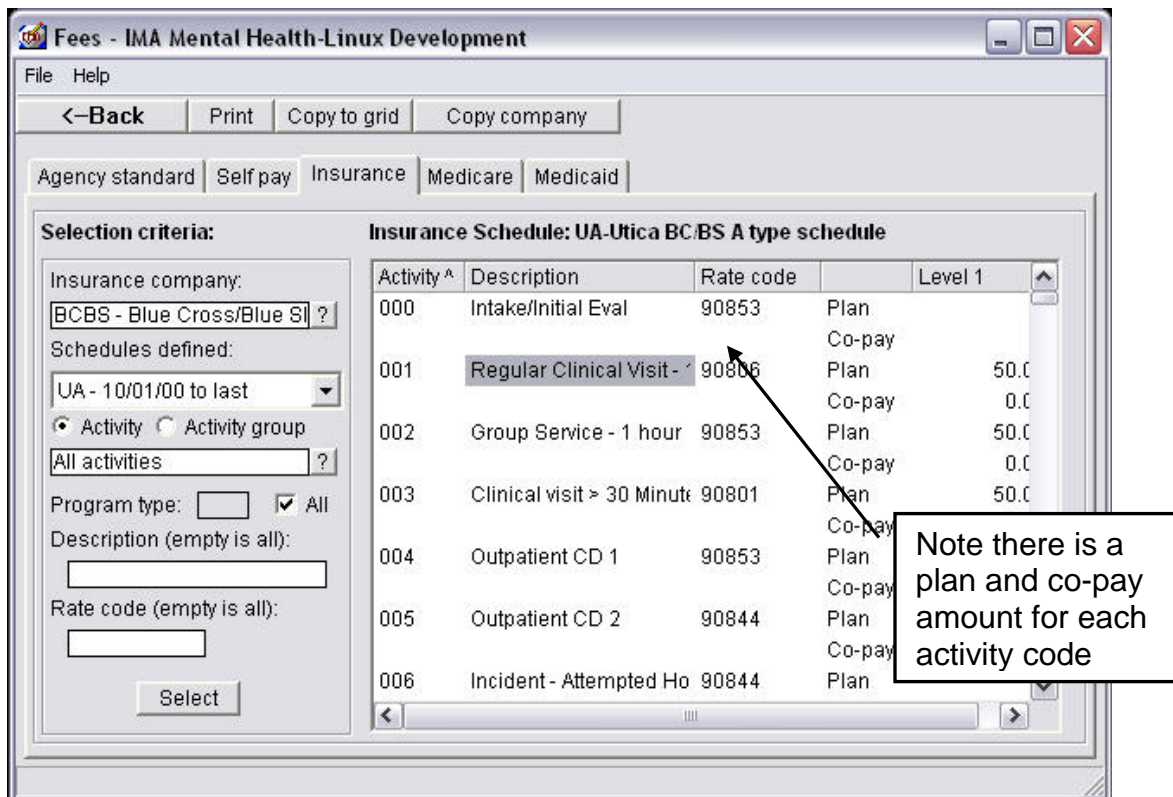 Fees - IMA Mental Health-Linux Development
File Help
<--Back Print Copy to grid Copy company
Agency standard Self pay Insurance Medicare Medicaid
Selection criteria:
Insurance company:
BCBS - Blue Cross/Blue Sl ?
Schedules defined:
UA - 10/01/00 to last
Activity Activity group
All activities ?
Program type: All
Description (empty is all):
Rate code (empty is all):
Select
Insurance Schedule: UA-Utica BC/BS A type schedule
Activity ^ Description Rate code Level 1
000 Intake/Initial Eval 90853 Plan
Co-pay
001 Regular Clinical Visit - 90806 Plan 50.0
Co-pay 0.0
002 Group Service - 1 hour 90853 Plan 50.0
Co-pay 0.0
003 Clinical visit > 30 Minute 90801 Plan 50.0
Co-pay
004 Outpatient CD 1 90853 Plan
Co-pay
005 Outpatient CD 2 90844 Plan
Co-pay
006 Incident - Attempted Ho 90844 Plan
Note there is a
plan and co-pay
amount for each
activity code